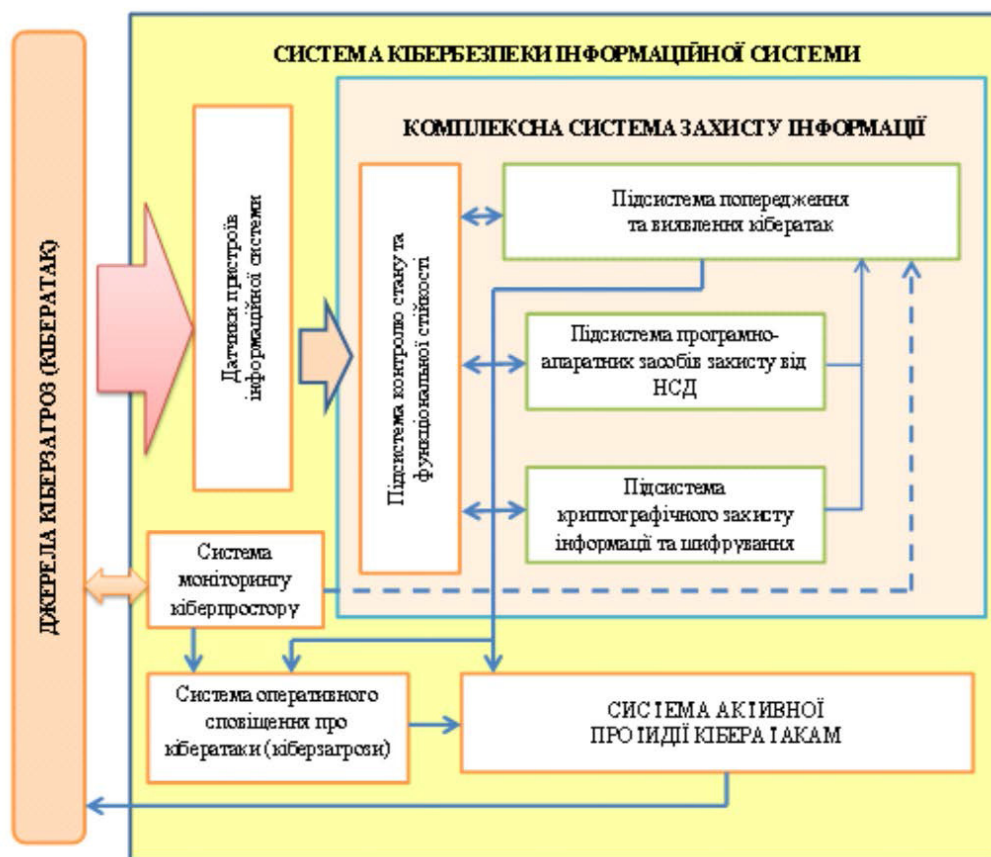 ДЖЕРЕЛА КІБЕРЗАГРОЗ (КІБЕРАТАК)
СИСТЕМА КІБЕРБЕЗПЕКИ ІНФОРМАЦІЙНОЇ СИСТЕМИ
КОМПЛЕКСНА СИСТЕМА ЗАХИСТУ ІНФОРМАЦІЇ
Датчики пристроїв
інформаційної системи
Підсистема контролю стану та
функціональної стійкості
Підсистема попередження
та виявлення кібератак
Підсистема програмно-
апаратних засобів захисту від
НСД
Підсистема
криптографічного захисту
інформації та шифрування
Система
моніторингу
кіберпростору
Система оперативного
сповіщення про
кібератаки (кіберзагрози)
СИСТЕМА АКТИВНОЇ
ПРОТИДІЇ КІБЕРАТАКАМ